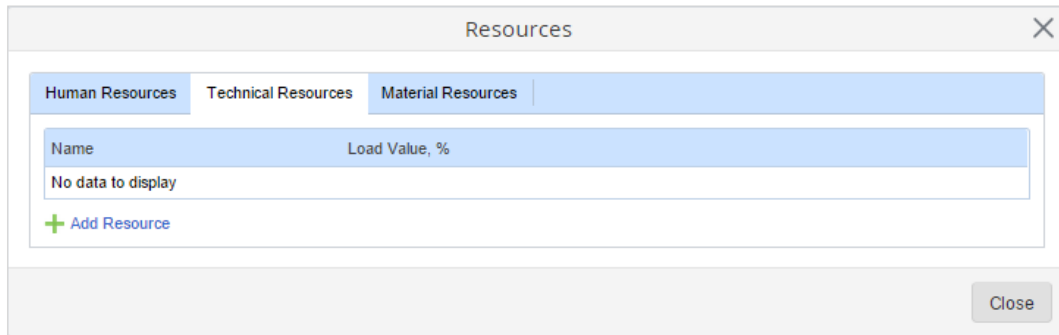 Resources
Human Resources Technical Resources Material Resources
Name Load Value, %
No data to display
Add Resource
Close